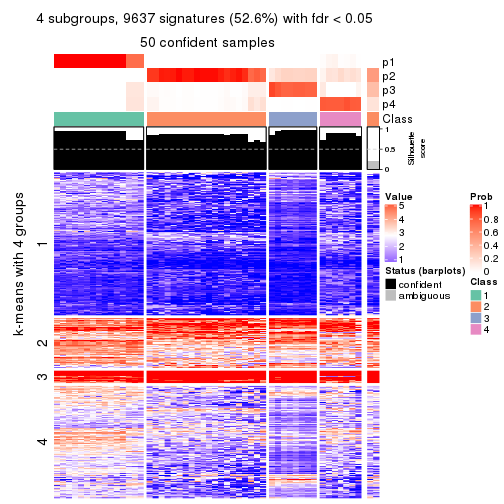 4 subgroups, 9637 signatures (52.6%) with fdr < 0.05
50 confident samples
p1
p2
p3
p4
Class
1
0.5
0
Silhouette
score
k-means with 4 groups
1
2
3
4
Value
5
4
3
2
1
Status (barplots)
confident
ambiguous
Prob
1
0.8
0.6
0.4
0.2
0
Class
1
2
3
4